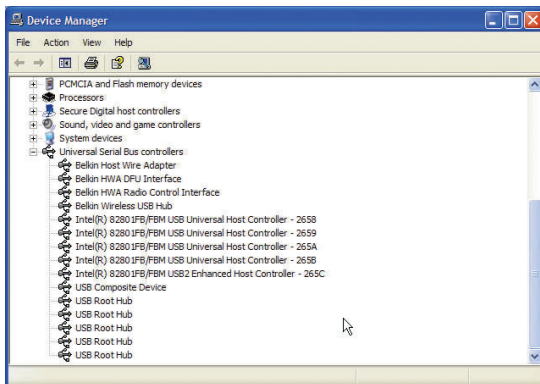 Device Manager
File Action View Help
PCMCIA and Flash memory devices
Processors
Secure Digital host controllers
Sound, video and game controllers
System devices
Universal Serial Bus controllers
Belkin Host Wire Adapter
Belkin HWA DFU Interface
Belkin HWA Radio Control Interface
Belkin Wireless USB Hub
Intel(R) 82801FB/FBM USB Universal Host Controller - 2658
Intel(R) 82801FB/FBM USB Universal Host Controller - 2659
Intel(R) 82801FB/FBM USB Universal Host Controller - 265A
Intel(R) 82801FB/FBM USB Universal Host Controller - 265B
Intel(R) 82801FB/FBM USB2 Enhanced Host Controller - 265C
USB Composite Device
USB Root Hub
USB Root Hub
USB Root Hub
USB Root Hub
USB Root Hub